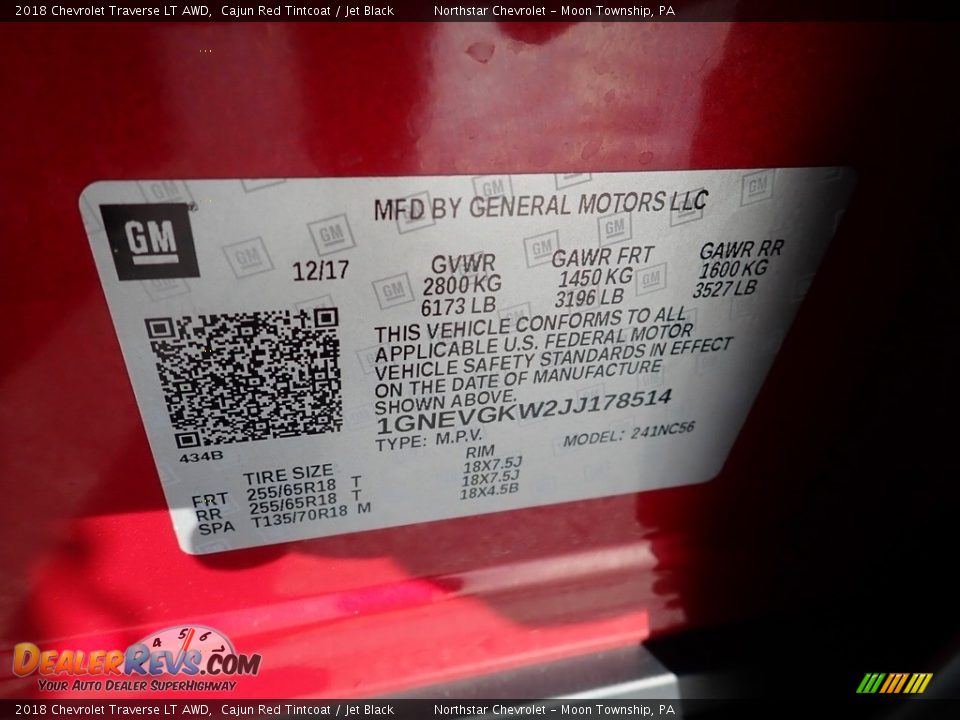 2018 Chevrolet Traverse LT AWD,  Cajun Red Tintcoat / Jet Black  Northstar Chevrolet - Moon Township, PA
GM
MFD BY GENERAL MOTORS LLC
12/17
GVWR GAWR FRT GAWR RR
2800 KG 1450 KG 1600 KG
6173 LB 3196 LB 3527 LB
THIS VEHICLE CONFORMS TO ALL
APPLICABLE U.S. FEDERAL MOTOR
VEHICLE SAFETY STANDARDS IN EFFECT
ON THE DATE OF MANUFACTURE
SHOWN ABOVE.
1GNEVGKW2JJ178514
TYPE: M.P.V. MODEL: 241NC56
434B
TIRE SIZE RIM
FRT 255/65R18 T 18X7.5J
RR 255/65R18 T 18X7.5J
SPA T135/70R18 M 18X4.5B
4 5 6 7
DEALERREVS.COM
YOUR AUTO DEALER SUPERHIGHWAY
2018 Chevrolet Traverse LT AWD,  Cajun Red Tintcoat / Jet Black  Northstar Chevrolet - Moon Township, PA